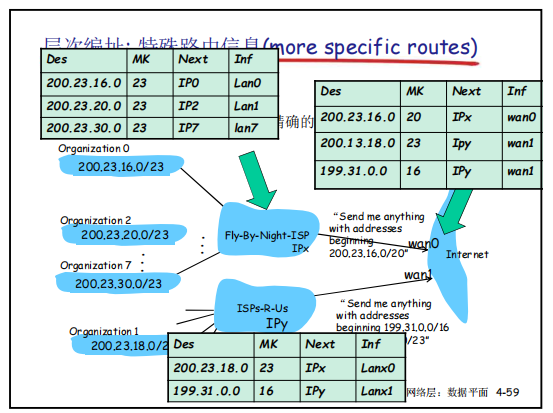 层次编址: 特殊路由信息(more specific routes)
Des MK Next Inf
200.23.16.0 23 IP0 Lan0
200.23.20.0 23 IP2 Lan1
200.23.30.0 23 IP7 lan7
Des MK Next Inf
200.23.16.0 20 IPx wan0
200.13.18.0 23 Ipy wan1
199.31.0.0 16 IPy wan1
精确的
Organization 0
200.23.16.0/23
Organization 2
200.23.20.0/23
Organization 7
200.23.30.0/23
Organization 1
200.23.18.0/2
Fly-By-Night-ISP
IPx
ISPs-R-Us
IPy
“Send me anything
with addresses
beginning
200.23.16.0/20”
wan0
Internet
wan1
“Send me anything
with addresses
beginning 199.31.0.0/16
0/23”
Des MK Next Inf
200.23.18.0 23 IPx Lanx0
199.31.0.0 16 IPy Lanx1
网络层: 数据平面 4-59